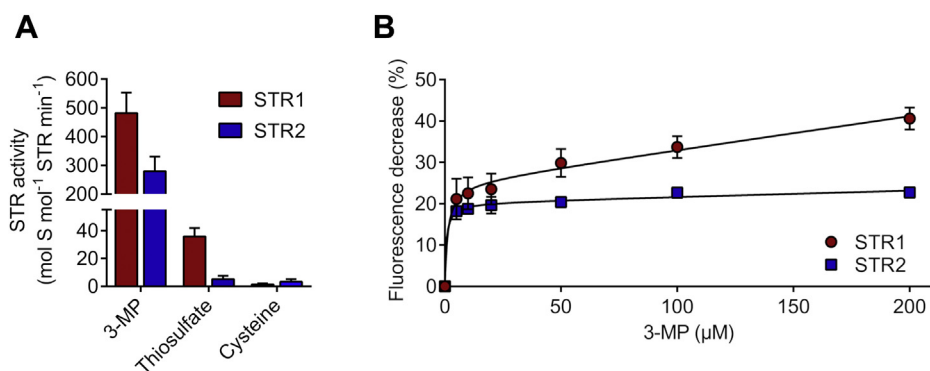 A
STR activity
(mol S mol⁻¹ STR min⁻¹)
600
500
400
300
200
40
20
0
STR1
STR2
3-MP
Thiosulfate
Cysteine
B
Fluorescence decrease (%)
50
40
30
20
10
0
STR1
STR2
0
50
100
150
200
3-MP (µM)